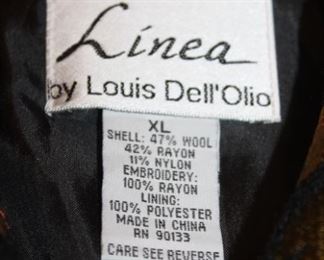 Linea
by Louis Dell'Olio
XL
SHELL: 47% WOOL
42% RAYON
11% NYLON
EMBROIDERY:
100% RAYON
LINING:
100% POLYESTER
MADE IN CHINA
RN 90133
CARE SEE REVERSE